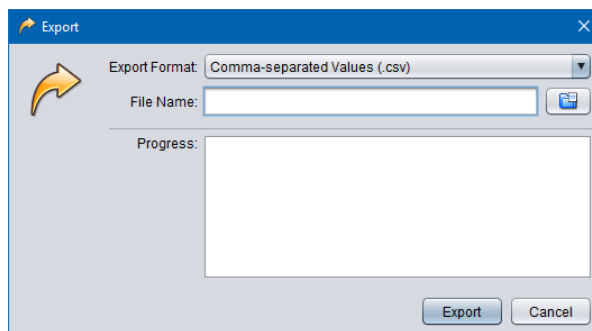 Export
Export Format: Comma-separated Values (.csv)
File Name:
Progress:
Export Cancel